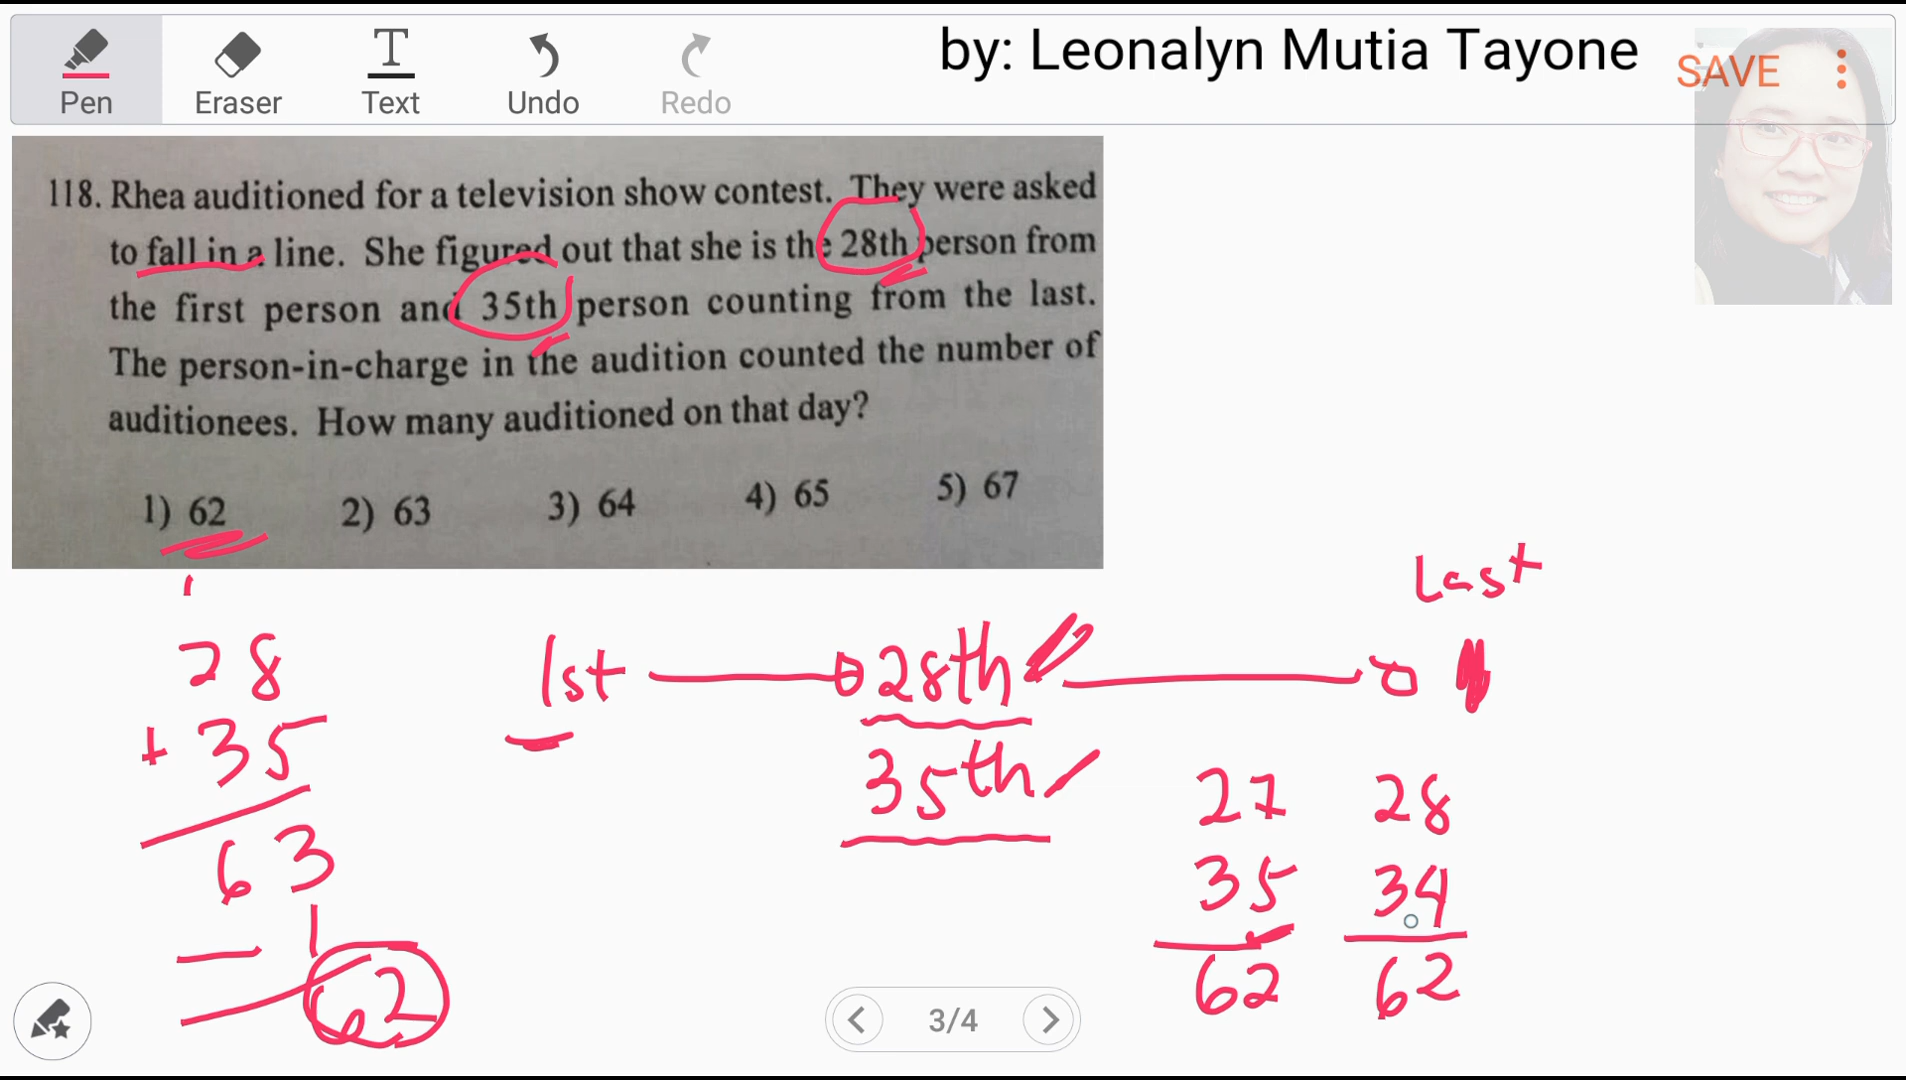 by: Leonalyn Mutia Tayone
SAVE
Pen
Eraser
Text
Undo
Redo
118. Rhea auditioned for a television show contest. They were asked
to fall in a line. She figured out that she is the 28th person from
the first person and 35th person counting from the last.
The person-in-charge in the audition counted the number of
auditionees. How many auditioned on that day?
1) 62 2) 63 3) 64 4) 65 5) 67
Last
1
28
+ 35
63
- 1
62
1st 28th
35th
27 28
35 34
62 62
3/4